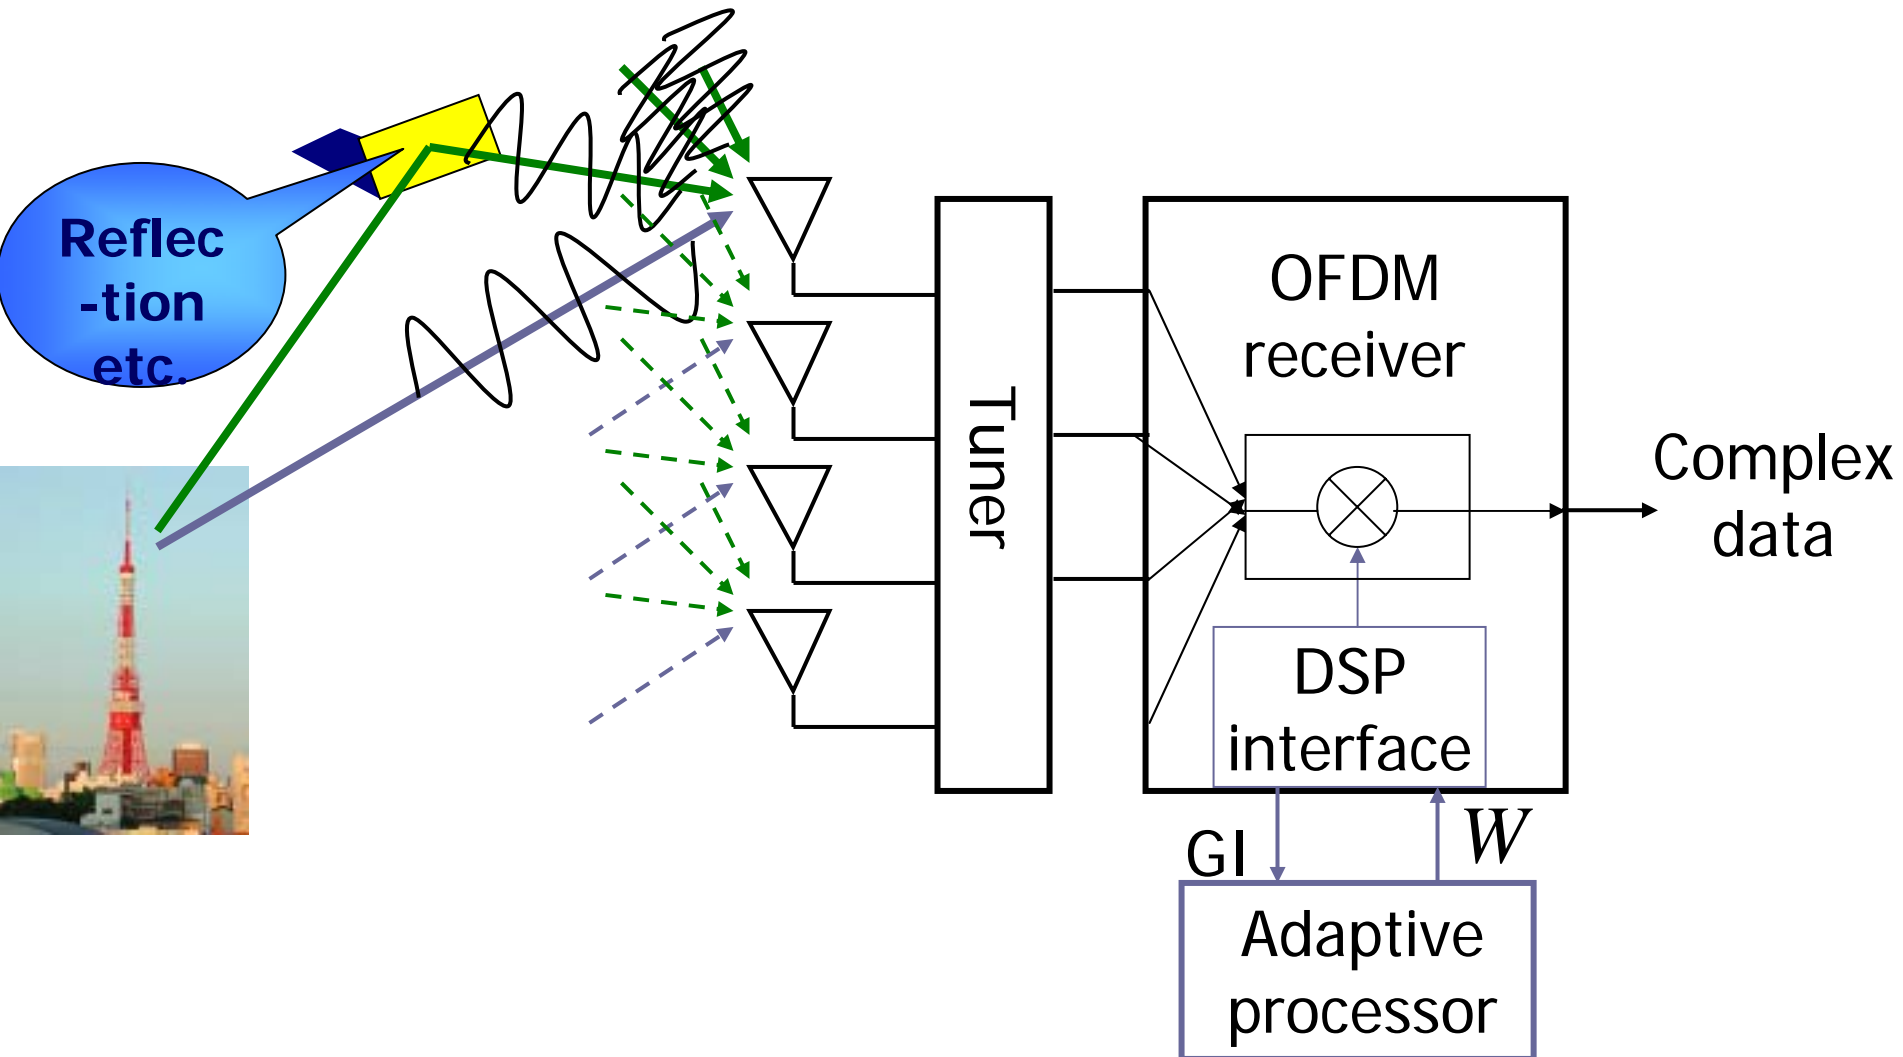 Reflec
-tion
etc.
Tuner
OFDM
receiver
DSP
interface
GI
W
Adaptive
processor
Complex
data